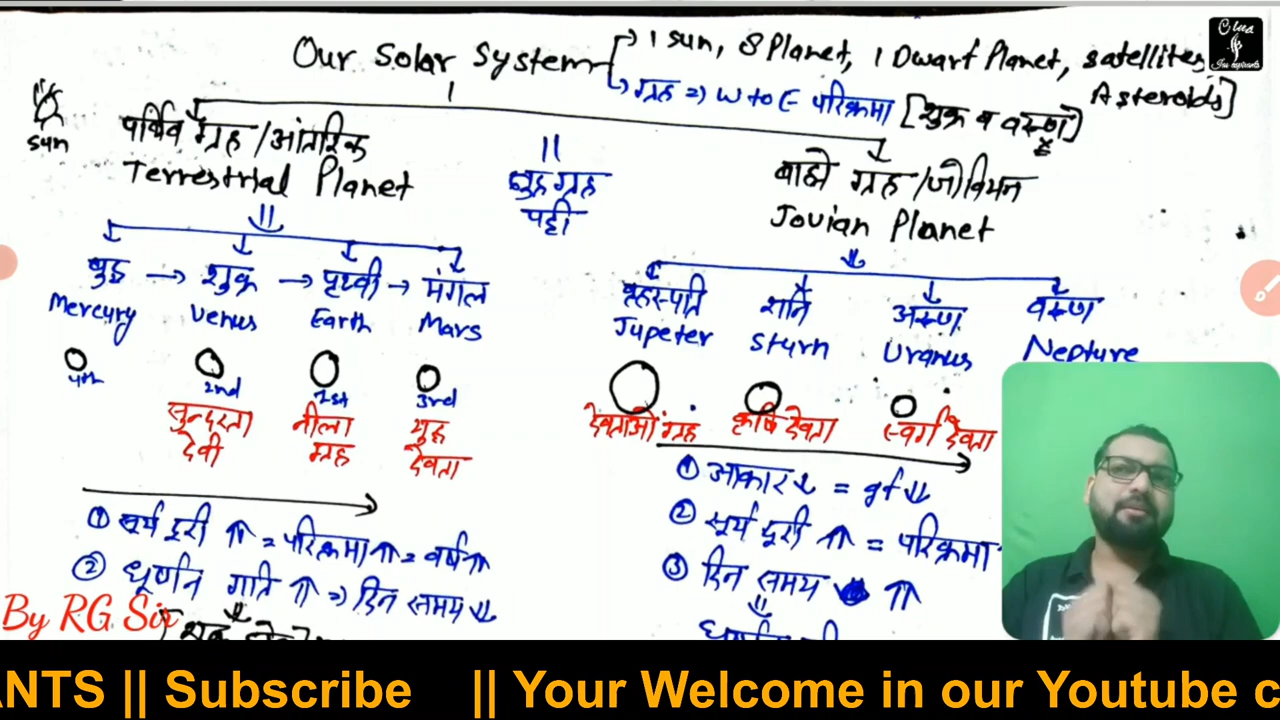 Our Solar System
1 Sun, 8 Planet, 1 Dwarf Planet, satellites,
Asteroids]
ग्रह => W to E परिक्रमा [शुक्र व वरुण]
sun
पार्थिव ग्रह/आंतरिक
Terrestrial Planet
क्षुद्र ग्रह
पट्टी
बाह्य ग्रह/जोवियन
Jovian Planet
बुध → शुक्र → पृथ्वी → मंगल
Mercury Venus Earth Mars
4th 2nd 1st 3rd
सुन्दरता नीला युद्ध
देवी ग्रह देवता
बृहस्पति शनि अरुण वरुण
Jupeter Sturn Uranus Nepture
देवताओ ग्रह कृषि देवता स्वर्ग देवता
① सूर्य दूरी ⇑ = परिक्रमा ⇑ = वर्ष ⇑
② घूर्णन गति ⇑ => दिन समय ⇓
① आकार ↓ = gf ⇓
② सूर्य दूरी ⇑ = परिक्रमा
③ दिन समय ⇑
By RG Sir
ANTS || Subscribe || Your Welcome in our Youtube c